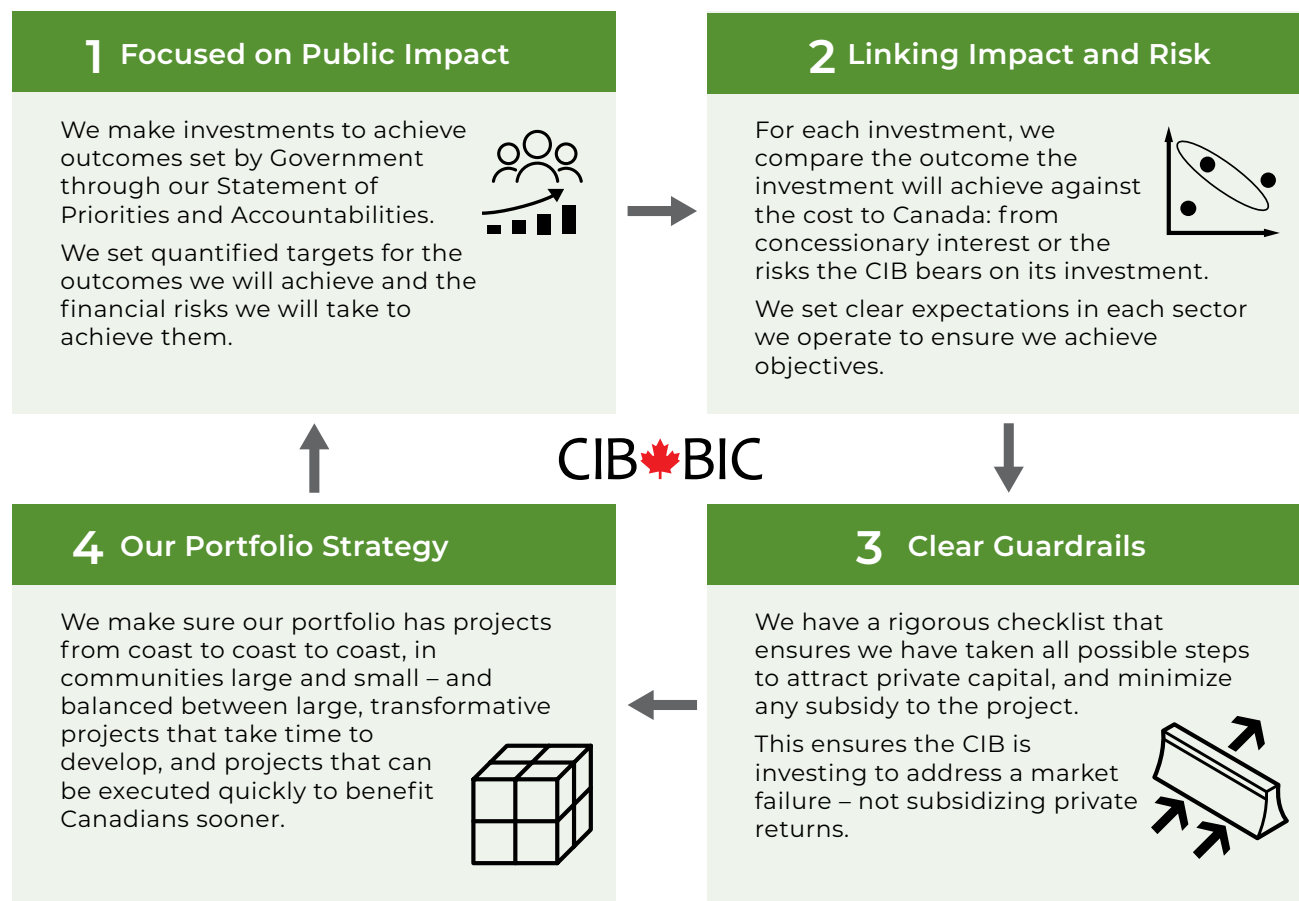 1 Focused on Public Impact
We make investments to achieve
outcomes set by Government
through our Statement of
Priorities and Accountabilities.
We set quantified targets for the
outcomes we will achieve and the
financial risks we will take to
achieve them.
2 Linking Impact and Risk
For each investment, we
compare the outcome the
investment will achieve against
the cost to Canada: from
concessionary interest or the
risks the CIB bears on its investment.
We set clear expectations in each sector
we operate to ensure we achieve
objectives.
CIB BIC
3 Clear Guardrails
We have a rigorous checklist that
ensures we have taken all possible steps
to attract private capital, and minimize
any subsidy to the project.
This ensures the CIB is
investing to address a market
failure – not subsidizing private
returns.
4 Our Portfolio Strategy
We make sure our portfolio has projects
from coast to coast to coast, in
communities large and small – and
balanced between large, transformative
projects that take time to
develop, and projects that can
be executed quickly to benefit
Canadians sooner.